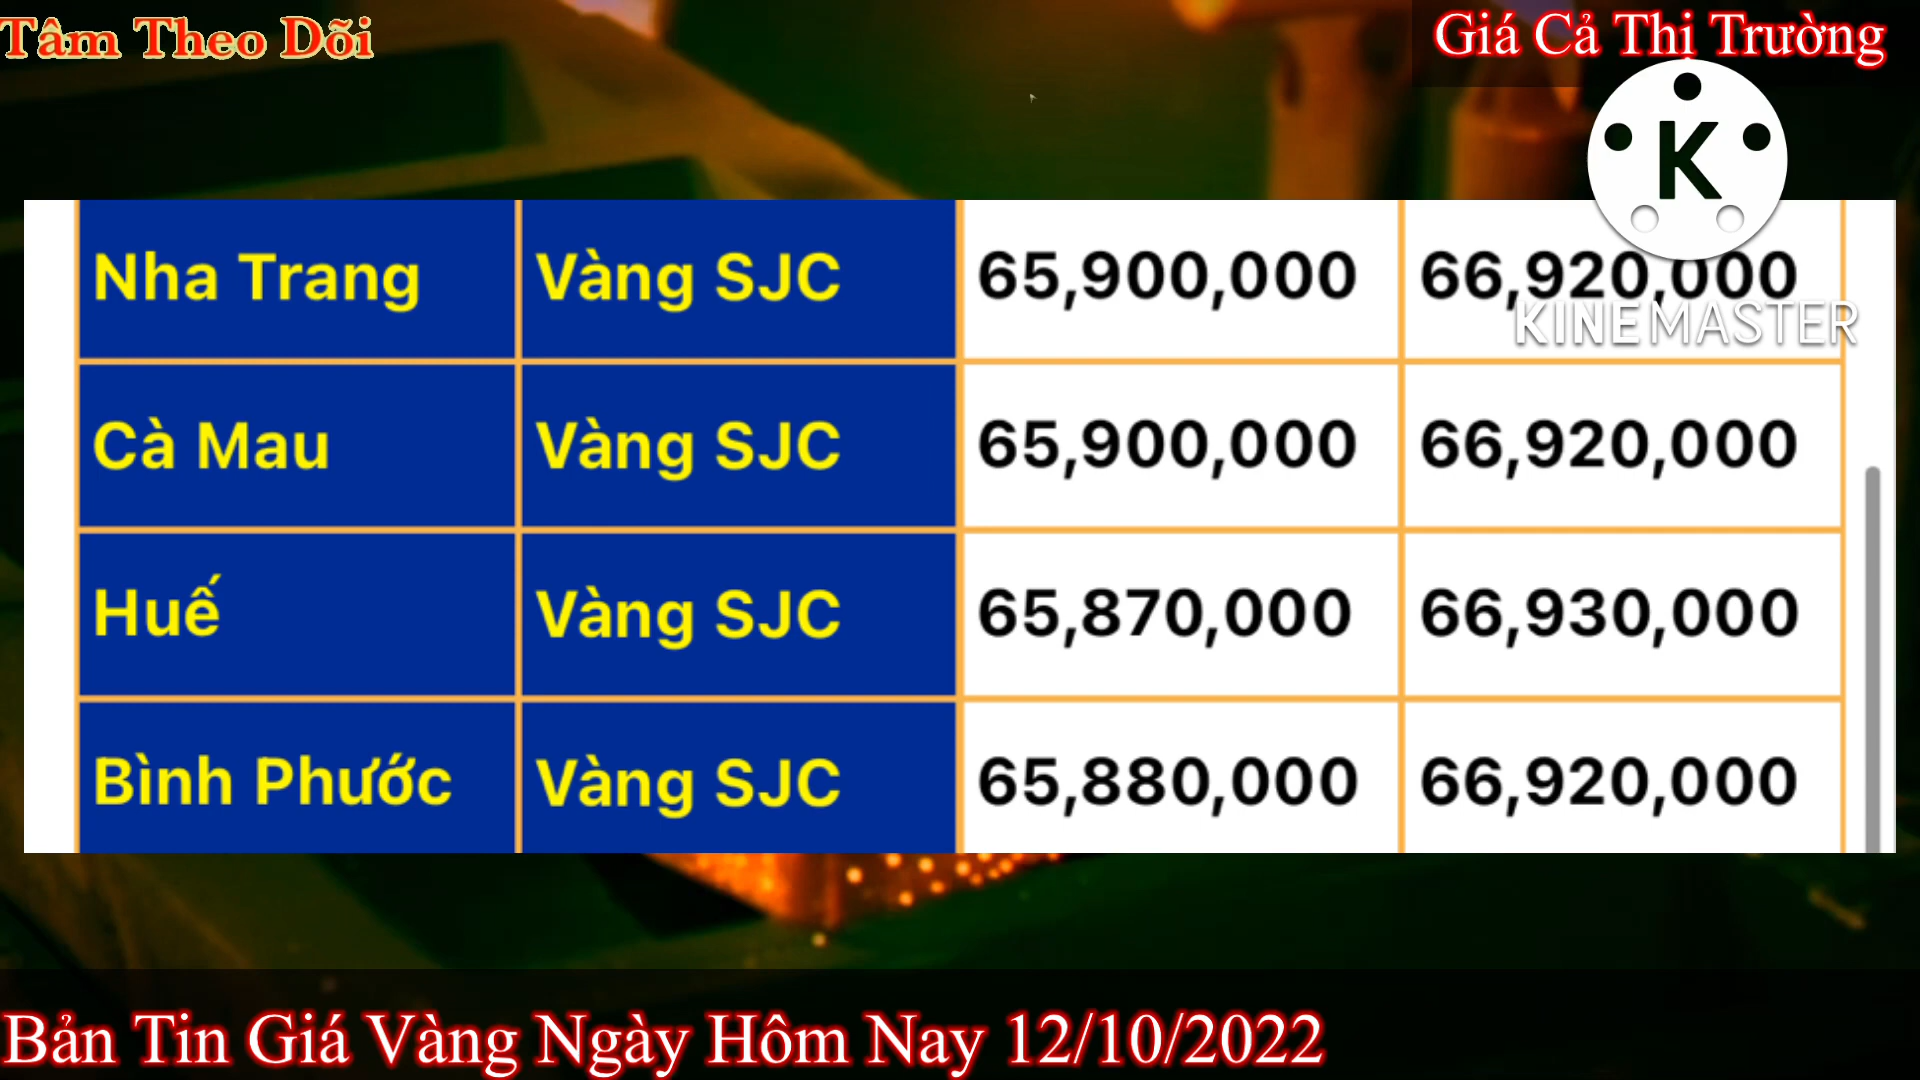 Tâm Theo Dõi
Giá Cả Thị Trường
K
KINEMASTER
Nha Trang Vàng SJC 65,900,000 66,920,000
Cà Mau Vàng SJC 65,900,000 66,920,000
Huế Vàng SJC 65,870,000 66,930,000
Bình Phước Vàng SJC 65,880,000 66,920,000
Bản Tin Giá Vàng Ngày Hôm Nay 12/10/2022